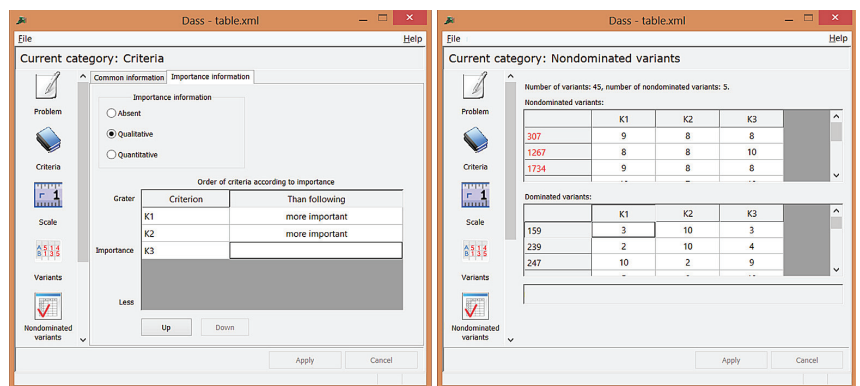 Dass - table.xml
File Help
Current category: Criteria
Problem
Criteria
Scale
Variants
Nondominated variants
Common information Importance information
Importance information
Absent
Qualitative
Quantitative
Order of criteria according to importance
Grater
Importance
Less
Criterion Than following
K1 more important
K2 more important
K3
Up Down
Apply Cancel
Dass - table.xml
File Help
Current category: Nondominated variants
Problem
Criteria
Scale
Variants
Nondominated variants
Number of variants: 45, number of nondominated variants: 5.
Nondominated variants:
K1 K2 K3
307 9 8 8
1267 8 8 10
1734 9 8 8
Dominated variants:
K1 K2 K3
159 3 10 3
239 2 10 4
247 10 2 9
Apply Cancel